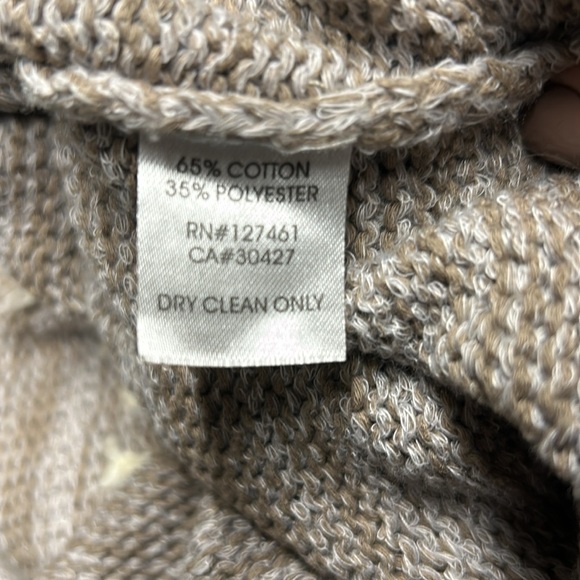 65% COTTON
35% POLYESTER
RN#127461
CA#30427
DRY CLEAN ONLY